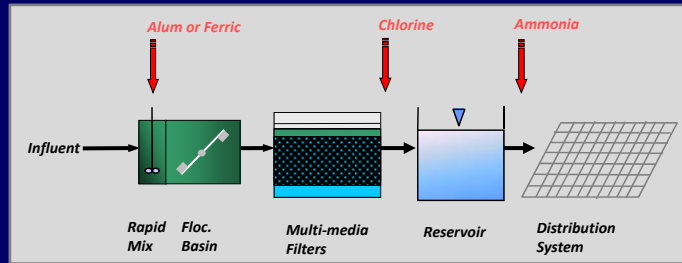 Alum or Ferric
Chlorine
Ammonia
Influent
Rapid
Mix
Floc.
Basin
Multi-media
Filters
Reservoir
Distribution
System